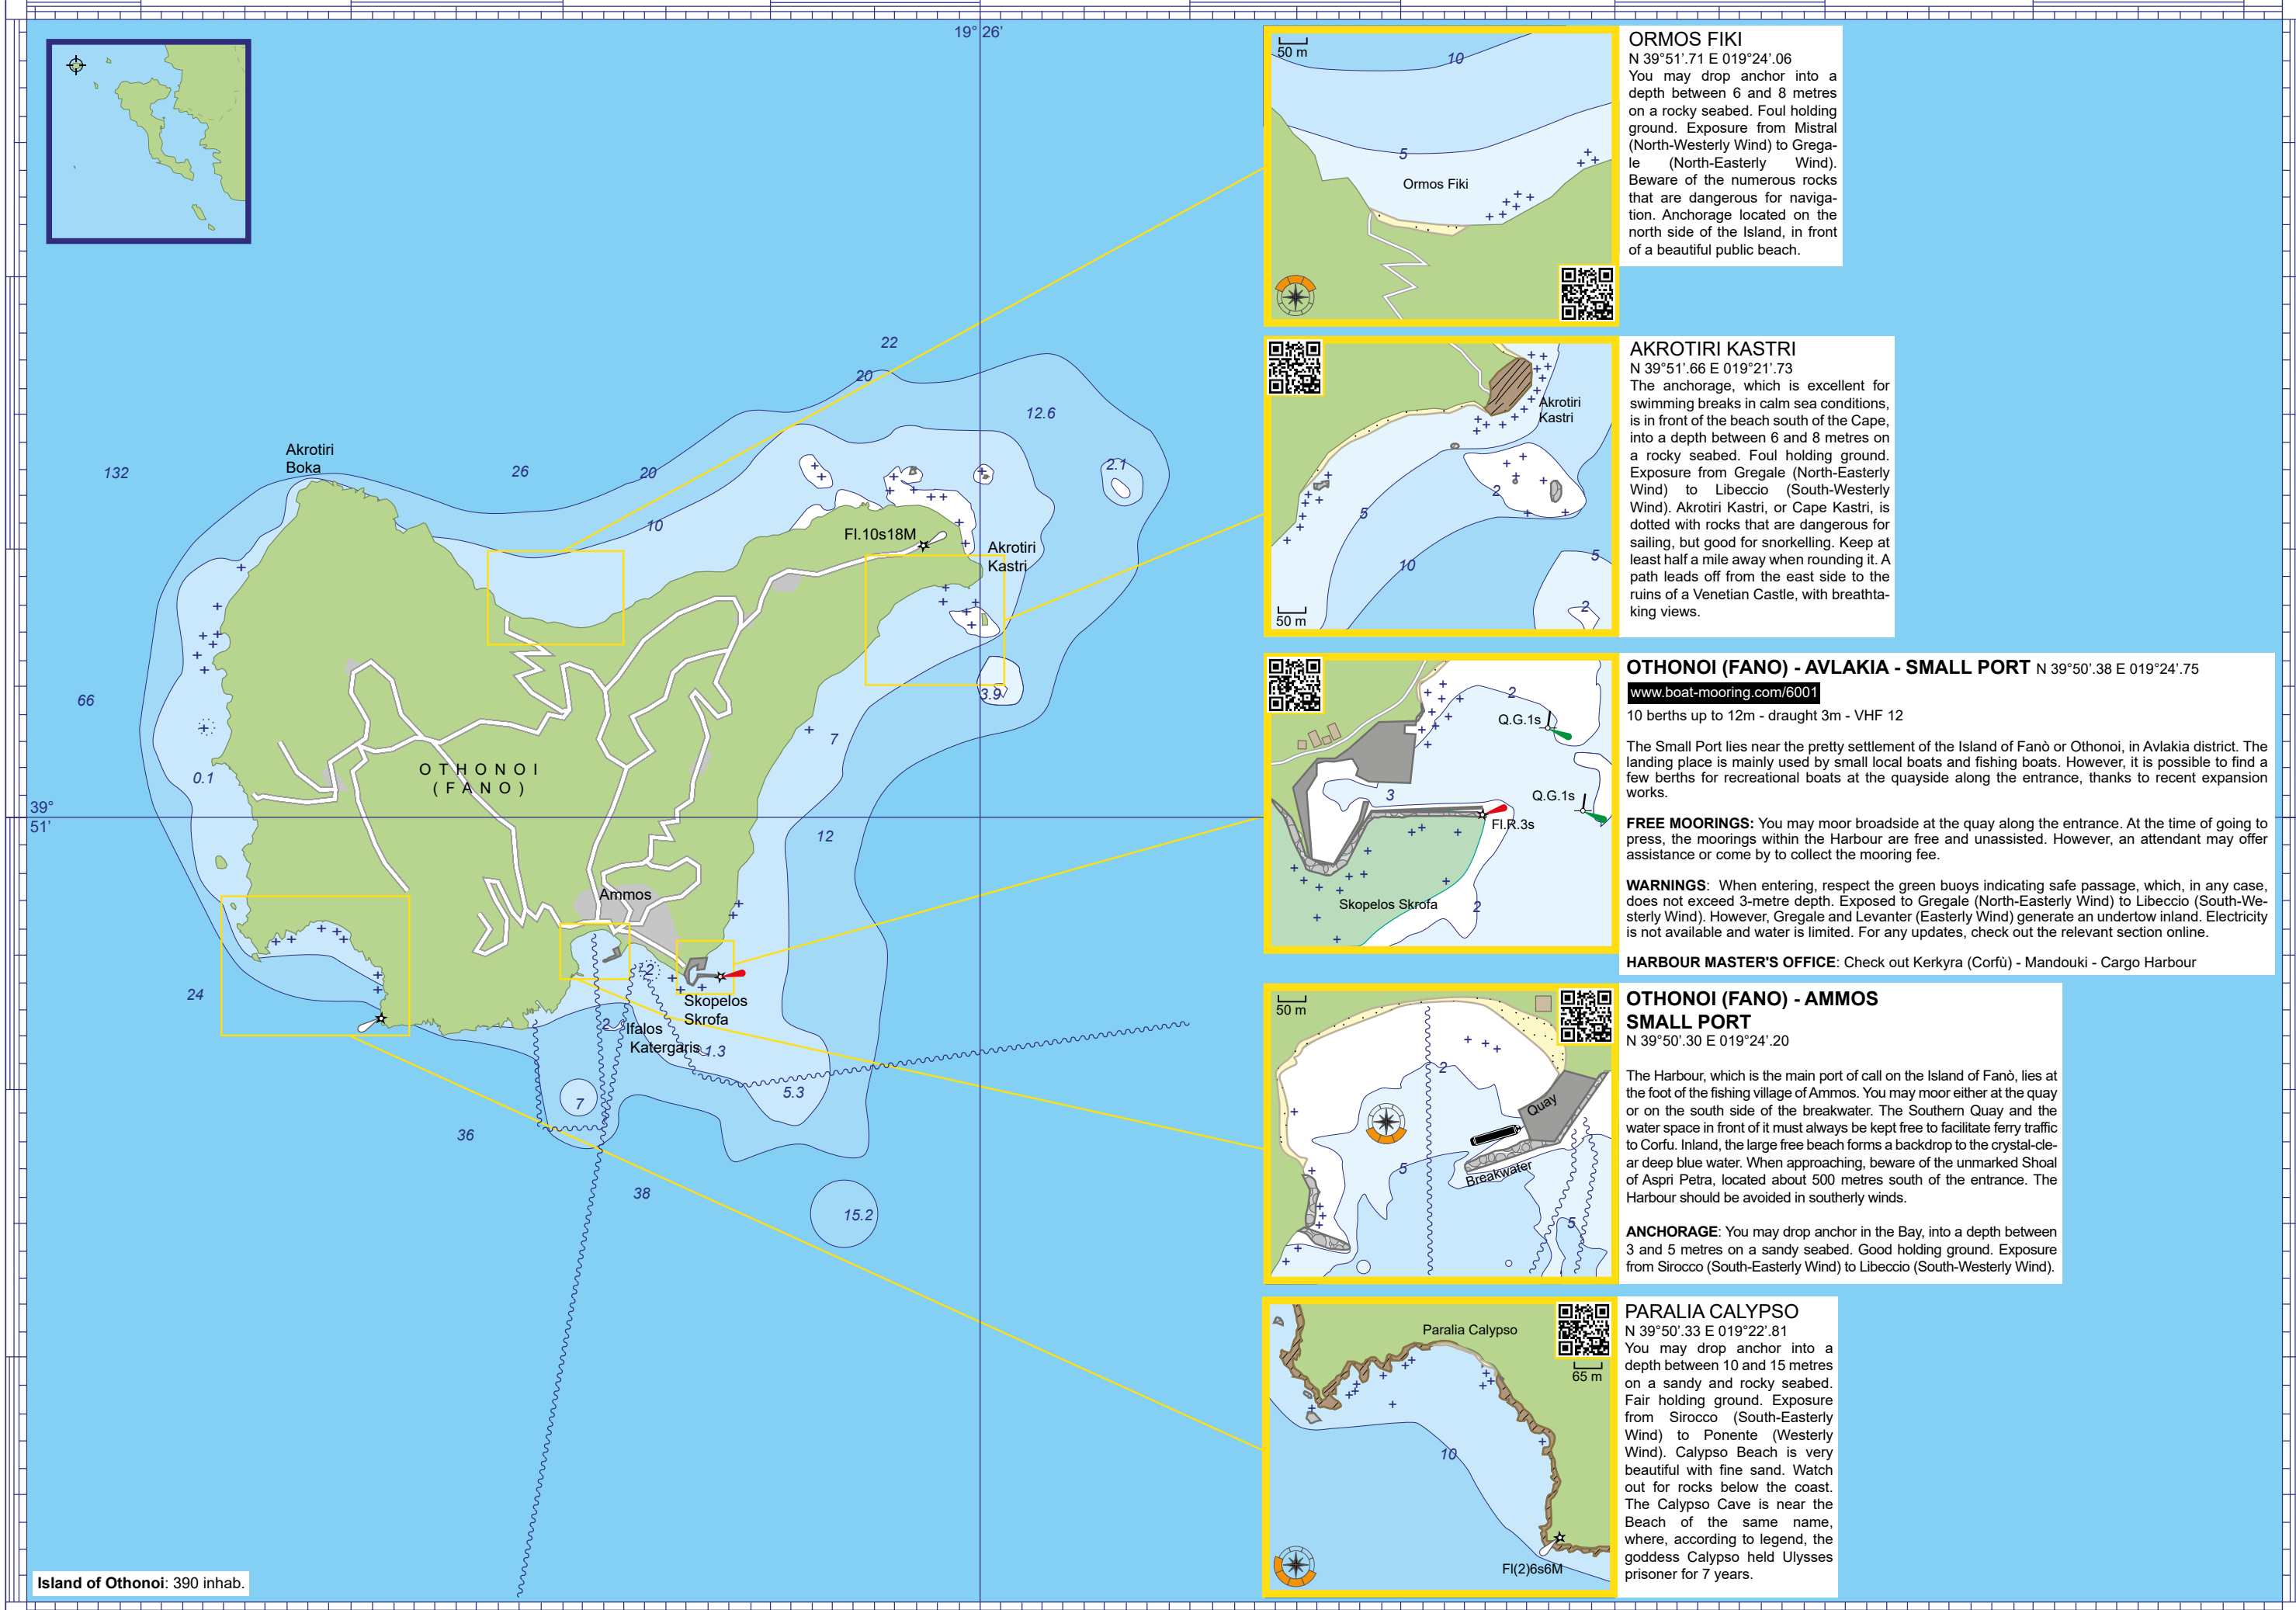 19° 26'
22
20
12.6
Akrotiri
Boka
132
26
20
2.1
10
Fl.10s18M
Akrotiri
Kastri
66
3.9
7
0.1
O T H O N O I
( F A N O )
39°
51'
12
Ammos
24
2
Skopelos
Skrofa
2
Ifalos
Katergaris
1.3
5.3
7
36
38
15.2
Island of Othonoi: 390 inhab.
50 m
10
5
Ormos Fiki
ORMOS FIKI
N 39°51'.71 E 019°24'.06
You may drop anchor into a
depth between 6 and 8 metres
on a rocky seabed. Foul holding
ground. Exposure from Mistral
(North-Westerly Wind) to Grega-
le (North-Easterly Wind).
Beware of the numerous rocks
that are dangerous for naviga-
tion. Anchorage located on the
north side of the Island, in front
of a beautiful public beach.
Akrotiri
Kastri
2
5
10
5
2
50 m
AKROTIRI KASTRI
N 39°51'.66 E 019°21'.73
The anchorage, which is excellent for
swimming breaks in calm sea conditions,
is in front of the beach south of the Cape,
into a depth between 6 and 8 metres on
a rocky seabed. Foul holding ground.
Exposure from Gregale (North-Easterly
Wind) to Libeccio (South-Westerly
Wind). Akrotiri Kastri, or Cape Kastri, is
dotted with rocks that are dangerous for
sailing, but good for snorkelling. Keep at
least half a mile away when rounding it. A
path leads off from the east side to the
ruins of a Venetian Castle, with breathta-
king views.
2
Q.G.1s
3
Q.G.1s
Fl.R.3s
Skopelos Skrofa
2
OTHONOI (FANO) - AVLAKIA - SMALL PORT N 39°50'.38 E 019°24'.75
www.boat-mooring.com/6001
10 berths up to 12m - draught 3m - VHF 12
The Small Port lies near the pretty settlement of the Island of Fanò or Othonoi, in Avlakia district. The
landing place is mainly used by small local boats and fishing boats. However, it is possible to find a
few berths for recreational boats at the quayside along the entrance, thanks to recent expansion
works.
FREE MOORINGS: You may moor broadside at the quay along the entrance. At the time of going to
press, the moorings within the Harbour are free and unassisted. However, an attendant may offer
assistance or come by to collect the mooring fee.
WARNINGS: When entering, respect the green buoys indicating safe passage, which, in any case,
does not exceed 3-metre depth. Exposed to Gregale (North-Easterly Wind) to Libeccio (South-We-
sterly Wind). However, Gregale and Levanter (Easterly Wind) generate an undertow inland. Electricity
is not available and water is limited. For any updates, check out the relevant section online.
HARBOUR MASTER'S OFFICE: Check out Kerkyra (Corfù) - Mandouki - Cargo Harbour
50 m
2
Quay
5
Breakwater
5
OTHONOI (FANO) - AMMOS
SMALL PORT
N 39°50'.30 E 019°24'.20
The Harbour, which is the main port of call on the Island of Fanò, lies at
the foot of the fishing village of Ammos. You may moor either at the quay
or on the south side of the breakwater. The Southern Quay and the
water space in front of it must always be kept free to facilitate ferry traffic
to Corfu. Inland, the large free beach forms a backdrop to the crystal-cle-
ar deep blue water. When approaching, beware of the unmarked Shoal
of Aspri Petra, located about 500 metres south of the entrance. The
Harbour should be avoided in southerly winds.
ANCHORAGE: You may drop anchor in the Bay, into a depth between
3 and 5 metres on a sandy seabed. Good holding ground. Exposure
from Sirocco (South-Easterly Wind) to Libeccio (South-Westerly Wind).
Paralia Calypso
65 m
10
Fl(2)6s6M
PARALIA CALYPSO
N 39°50'.33 E 019°22'.81
You may drop anchor into a
depth between 10 and 15 metres
on a sandy and rocky seabed.
Fair holding ground. Exposure
from Sirocco (South-Easterly
Wind) to Ponente (Westerly
Wind). Calypso Beach is very
beautiful with fine sand. Watch
out for rocks below the coast.
The Calypso Cave is near the
Beach of the same name,
where, according to legend, the
goddess Calypso held Ulysses
prisoner for 7 years.